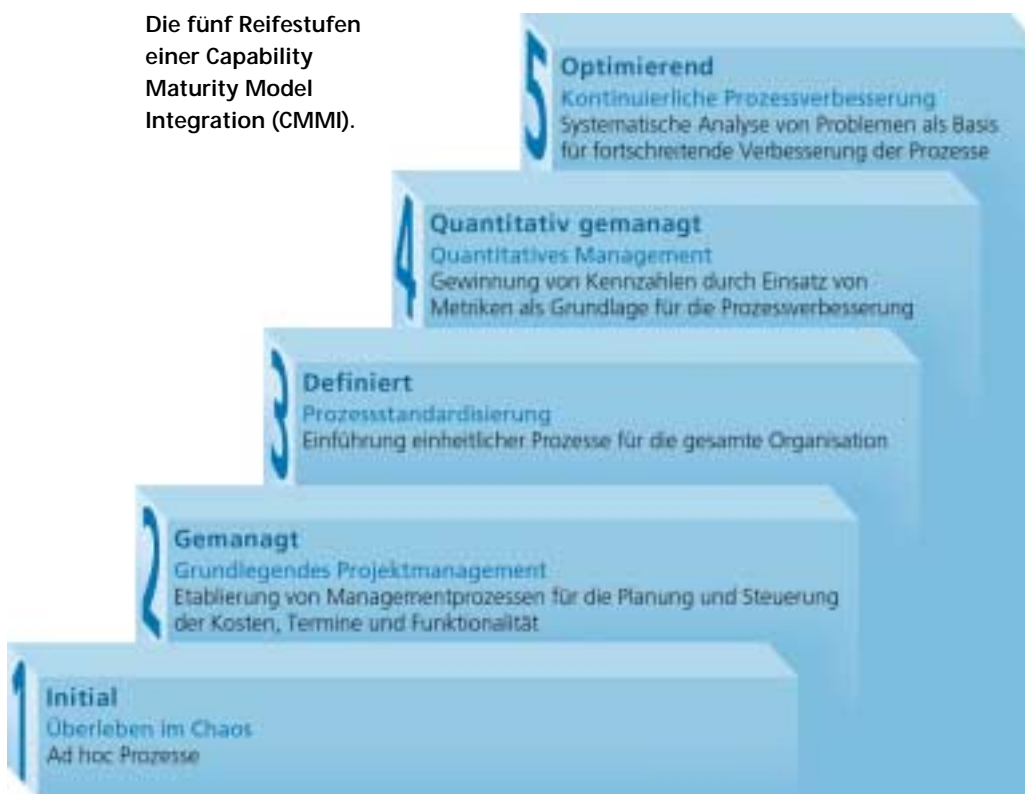 Die fünf Reifestufen
einer Capability
Maturity Model
Integration (CMMI).
5
Optimierend
Kontinuierliche Prozessverbesserung
Systematische Analyse von Problemen als Basis
für fortschreitende Verbesserung der Prozesse
4
Quantitativ gemanagt
Quantitatives Management
Gewinnung von Kennzahlen durch Einsatz von
Metriken als Grundlage für die Prozessverbesserung
3
Definiert
Prozessstandardisierung
Einführung einheitlicher Prozesse für die gesamte Organisation
2
Gemanagt
Grundlegendes Projektmanagement
Etablierung von Managementprozessen für die Planung und Steuerung
der Kosten, Termine und Funktionalität
1
Initial
Überleben im Chaos
Ad hoc Prozesse